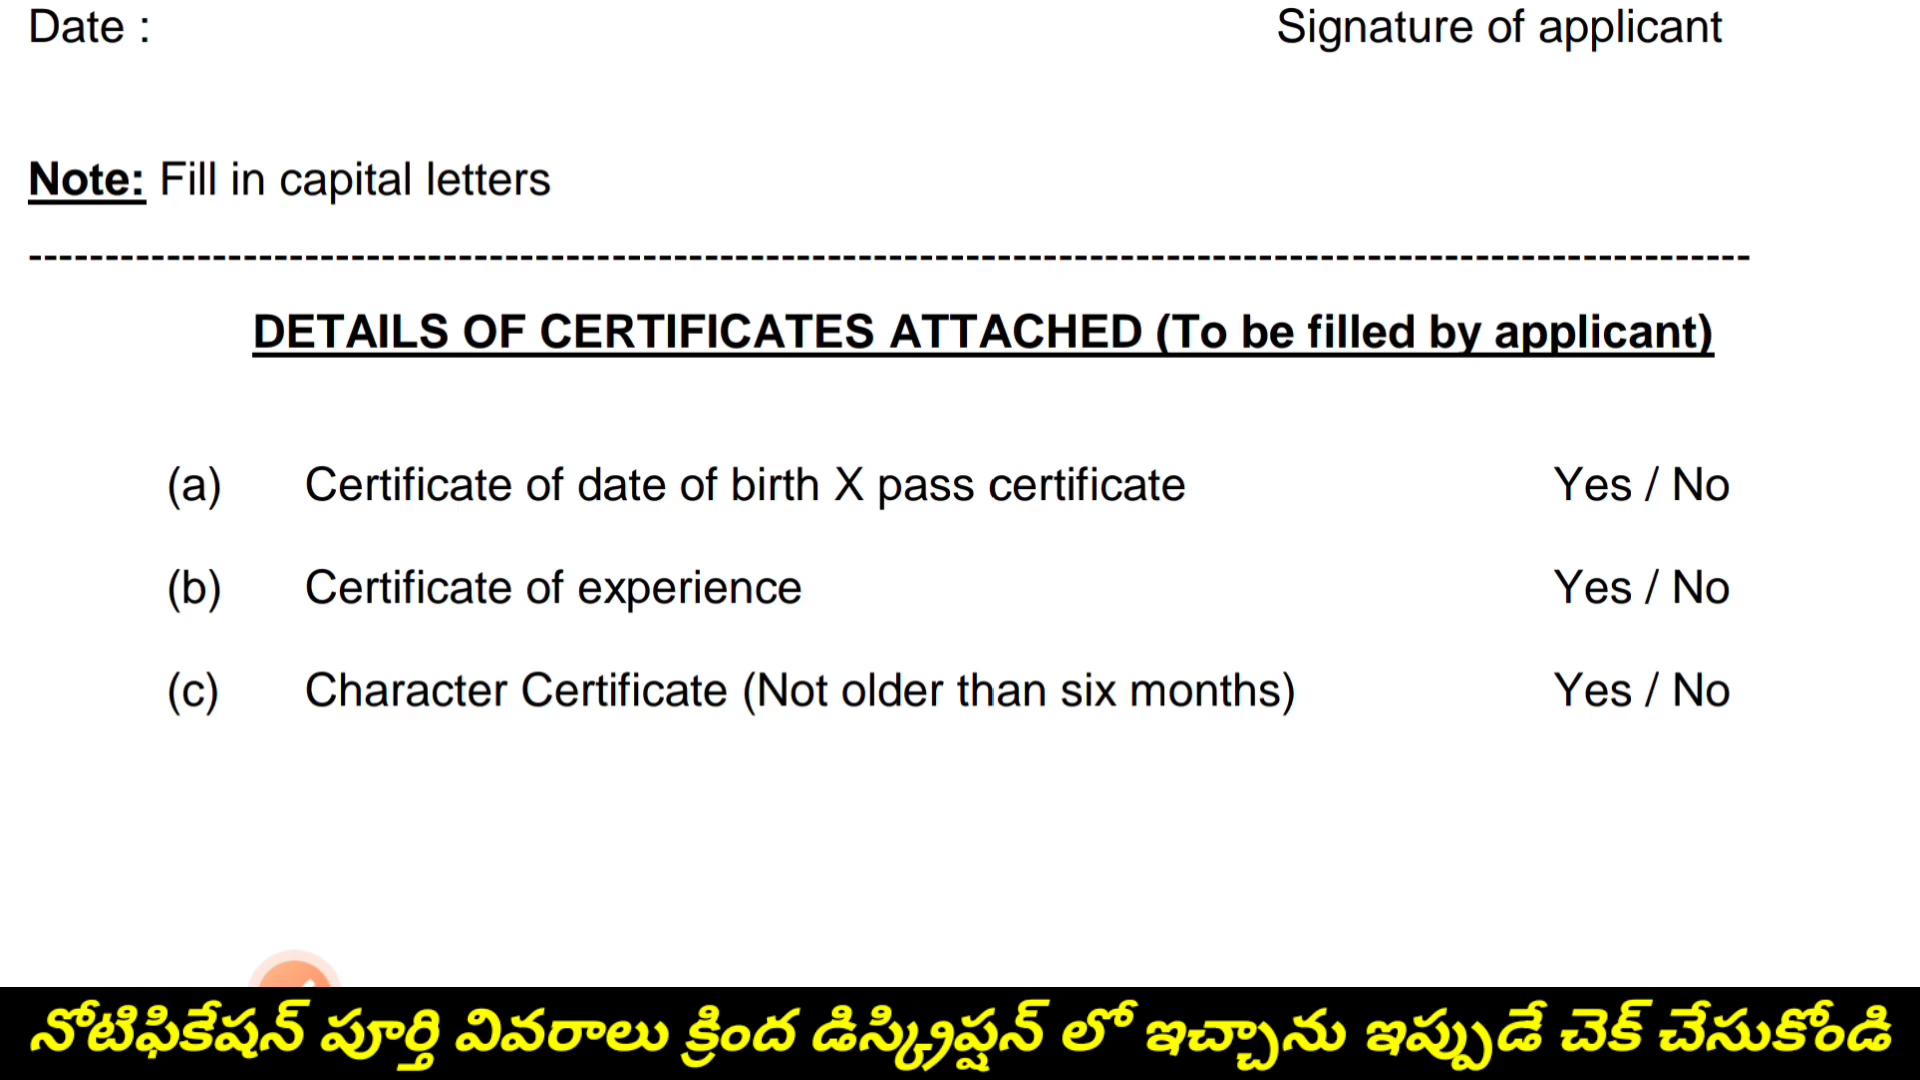 Date : Signature of applicant
Note: Fill in capital letters
----------------------------------------------------------------------------------------------------------------
DETAILS OF CERTIFICATES ATTACHED (To be filled by applicant)
(a) Certificate of date of birth X pass certificate Yes / No
(b) Certificate of experience Yes / No
(c) Character Certificate (Not older than six months) Yes / No
నోటిఫికేషన్ పూర్తి వివరాలు క్రింద డిస్క్రిప్షన్ లో ఇచ్చాను ఇప్పుడే చెక్ చేసుకోండి